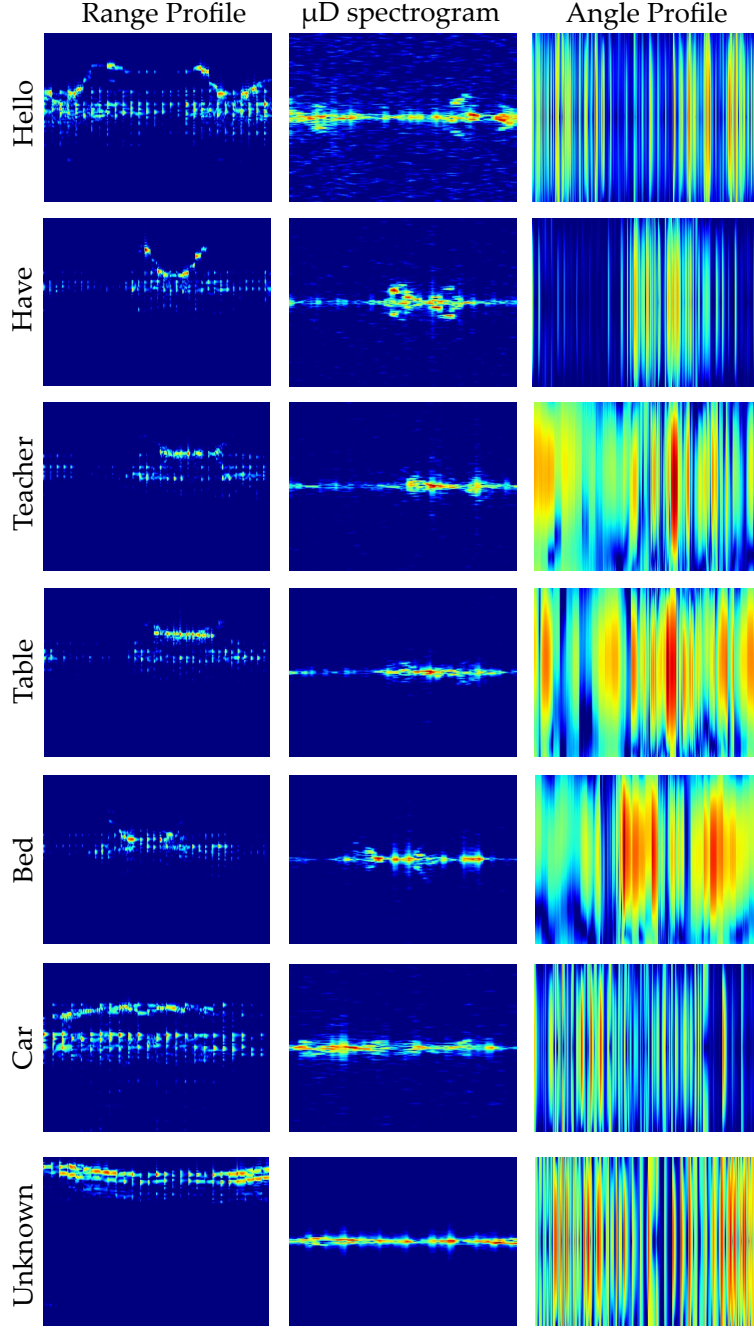 Range Profile
μD spectrogram
Angle Profile
Hello
Have
Teacher
Table
Bed
Car
Unknown